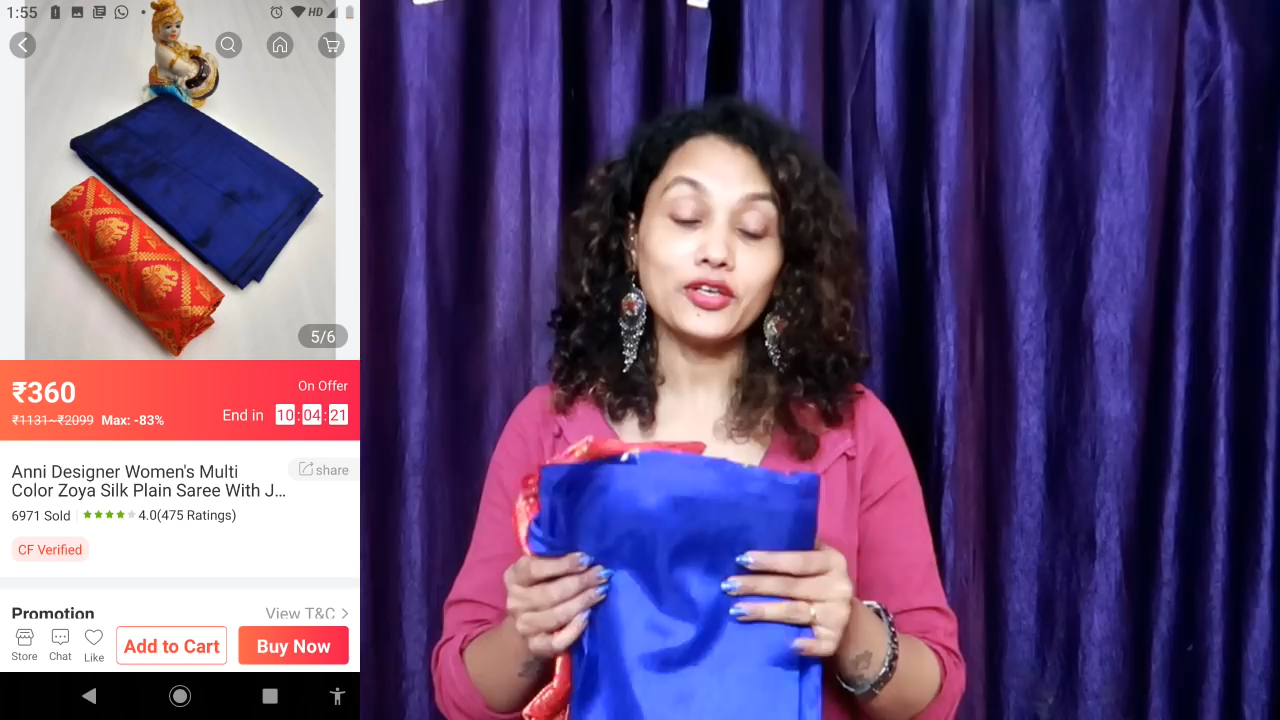 1:55
HD
5/6
₹360
On Offer
₹1131~₹2099 Max: -83%
End in 10:04:21
Anni Designer Women's Multi
Color Zoya Silk Plain Saree With J...
share
6971 Sold
4.0(475 Ratings)
CF Verified
Promotion
View T&C
Store
Chat
Like
Add to Cart
Buy Now